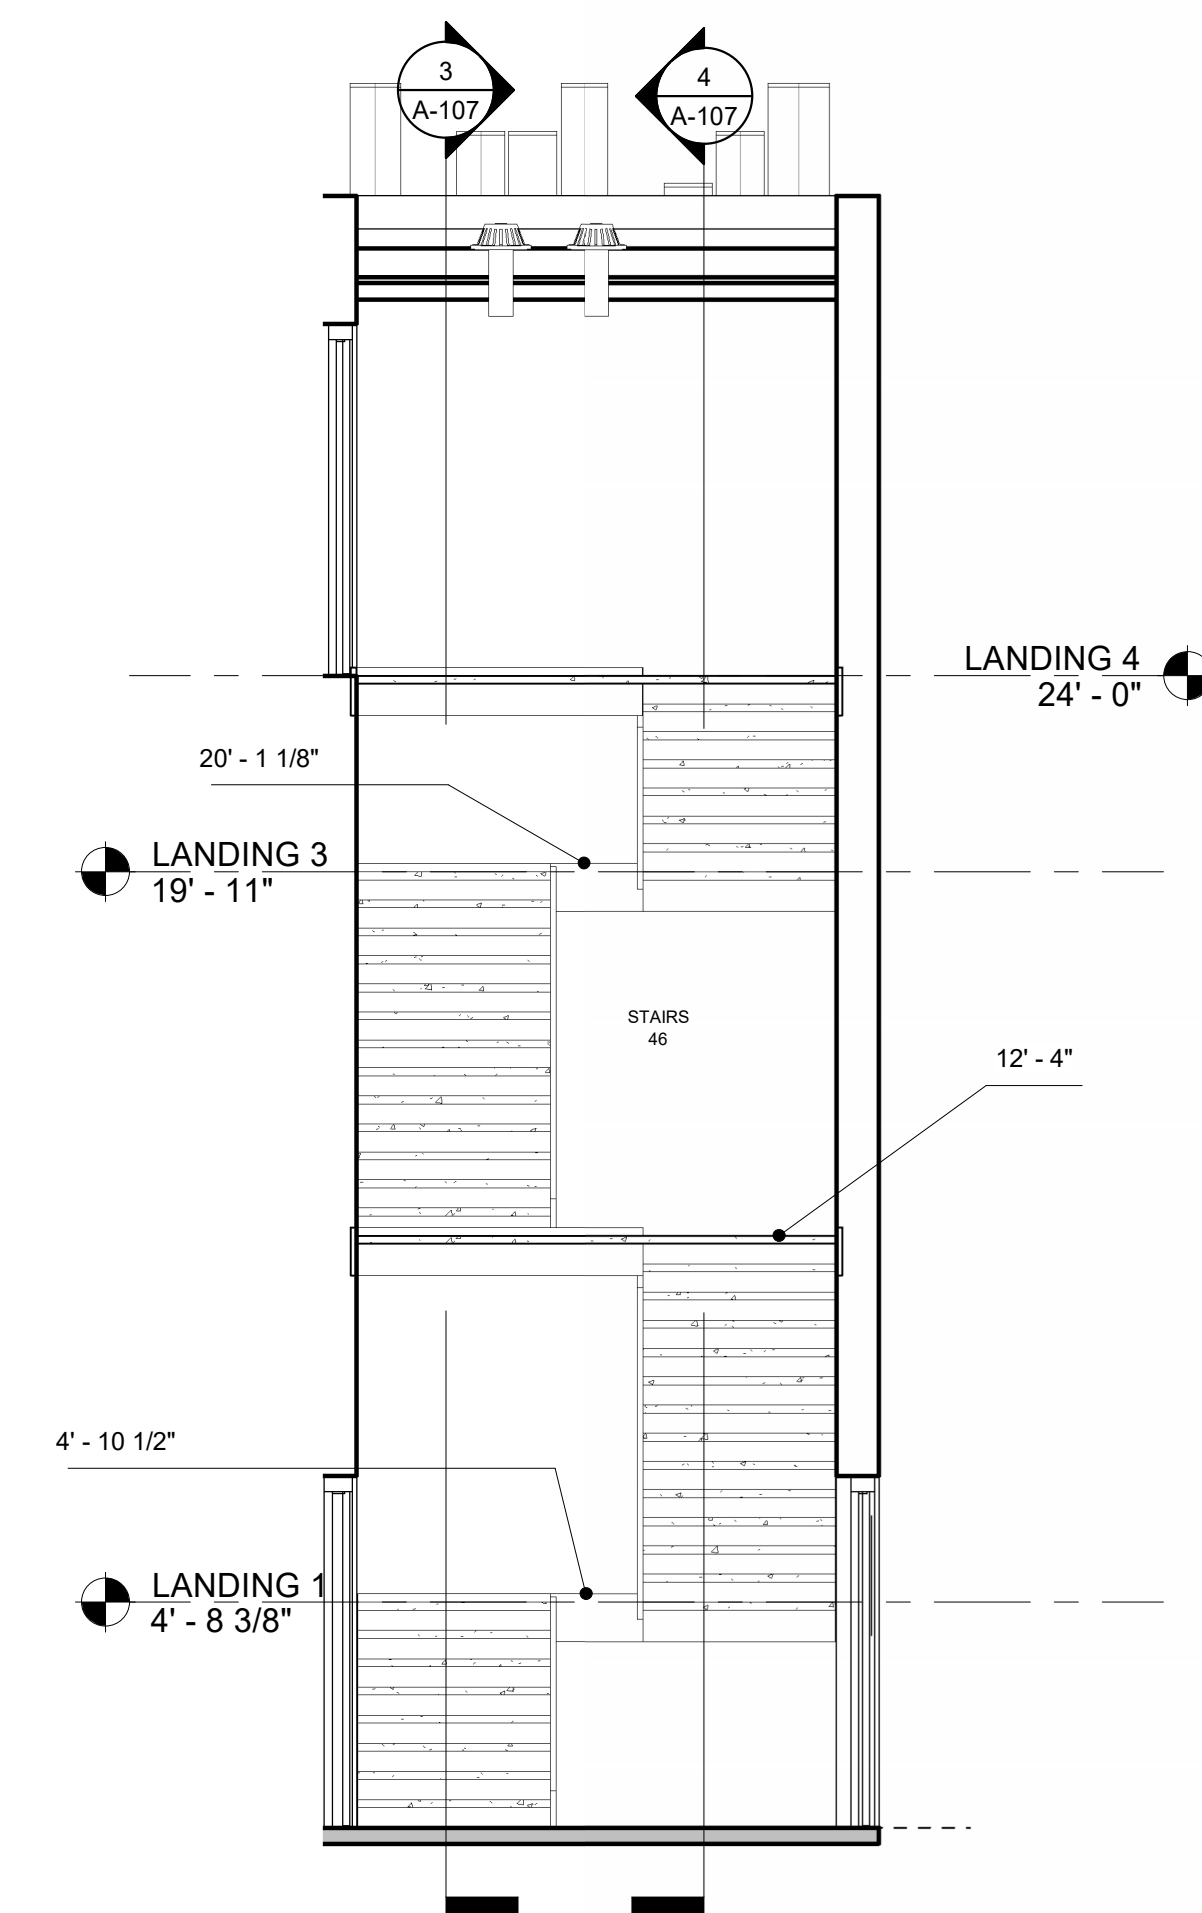 3
A-107
4
A-107
LANDING 4
24' - 0"
20' - 1 1/8"
LANDING 3
19' - 11"
STAIRS
46
12' - 4"
4' - 10 1/2"
LANDING 1
4' - 8 3/8"